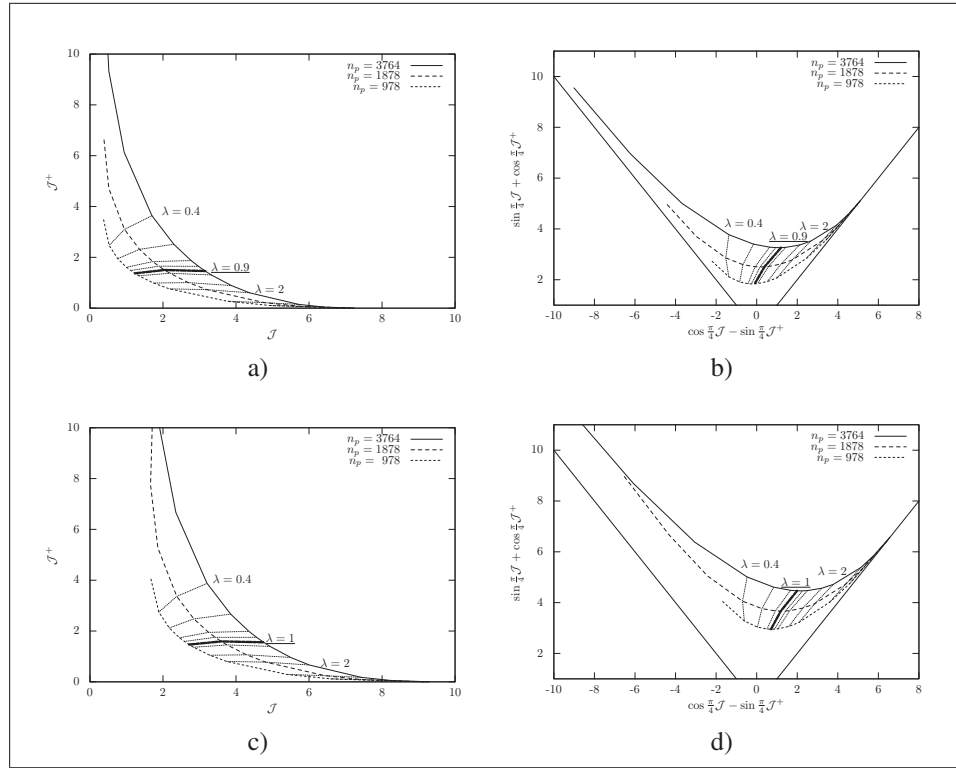 10
8
6
4
2
0
0 2 4 6 8 10
𝒥⁺
𝒥
n_p = 3764
n_p = 1878
n_p = 978
λ = 0.4
λ = 0.9
λ = 2
a)
10
8
6
4
2
-10 -8 -6 -4 -2 0 2 4 6 8
sin π/4 𝒥 + cos π/4 𝒥⁺
cos π/4 𝒥 − sin π/4 𝒥⁺
n_p = 3764
n_p = 1878
n_p = 978
λ = 0.4
λ = 2
λ = 0.9
b)
10
8
6
4
2
0
0 2 4 6 8 10
𝒥⁺
𝒥
n_p = 3764
n_p = 1878
n_p = 978
λ = 0.4
λ = 1
λ = 2
c)
10
8
6
4
2
-10 -8 -6 -4 -2 0 2 4 6 8
sin π/4 𝒥 + cos π/4 𝒥⁺
cos π/4 𝒥 − sin π/4 𝒥⁺
n_p = 3764
n_p = 1878
n_p = 978
λ = 0.4
λ = 2
λ = 1
d)